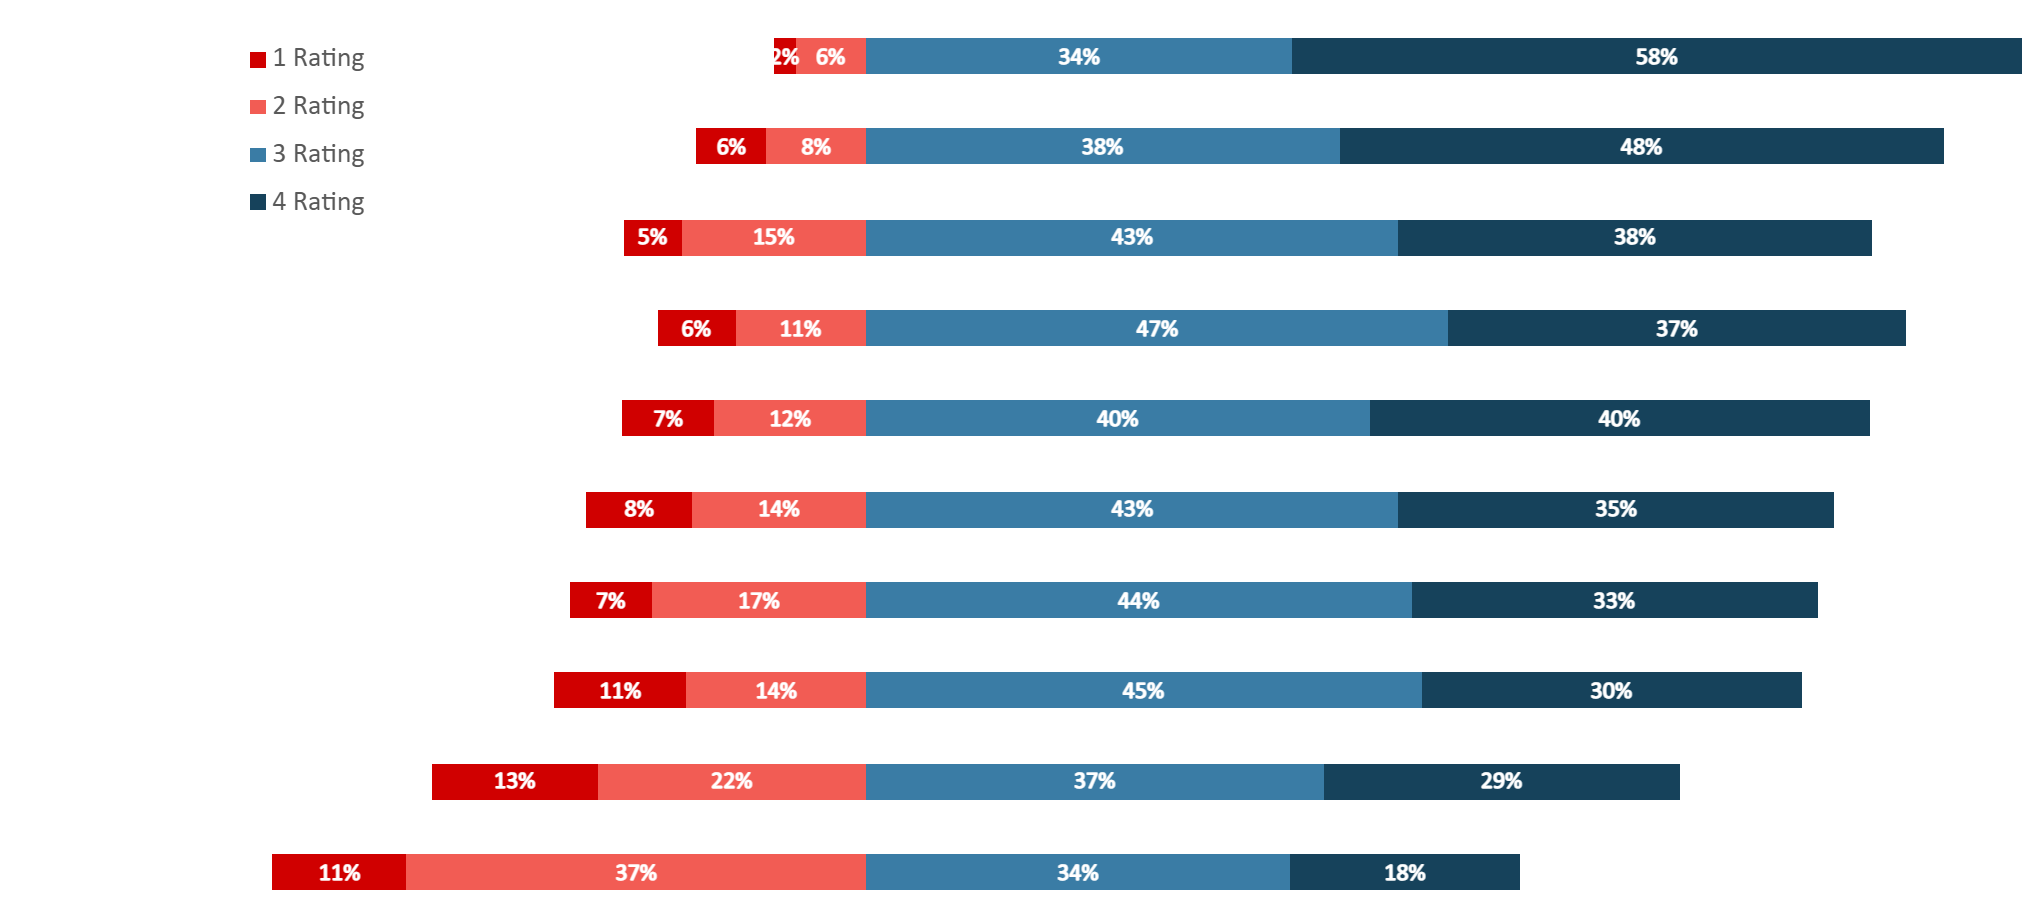 1 Rating
2 Rating
3 Rating
4 Rating
2% 6% 34% 58%
6% 8% 38% 48%
5% 15% 43% 38%
6% 11% 47% 37%
7% 12% 40% 40%
8% 14% 43% 35%
7% 17% 44% 33%
11% 14% 45% 30%
13% 22% 37% 29%
11% 37% 34% 18%